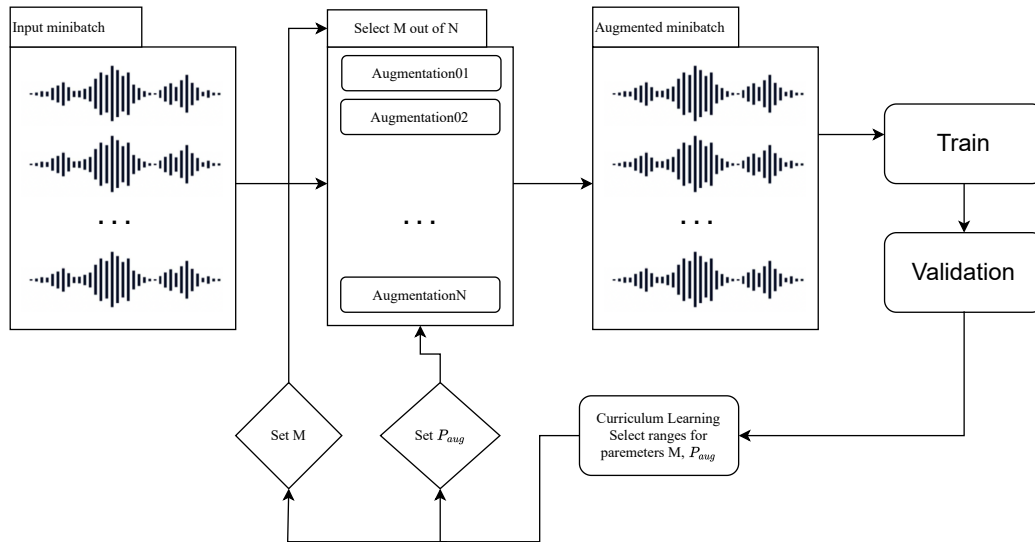 Input minibatch
Select M out of N
Augmented minibatch
Augmentation01
Augmentation02
. . .
. . .
. . .
AugmentationN
Train
Validation
Set M
Set P_aug
Curriculum Learning
Select ranges for
paremeters M, P_aug